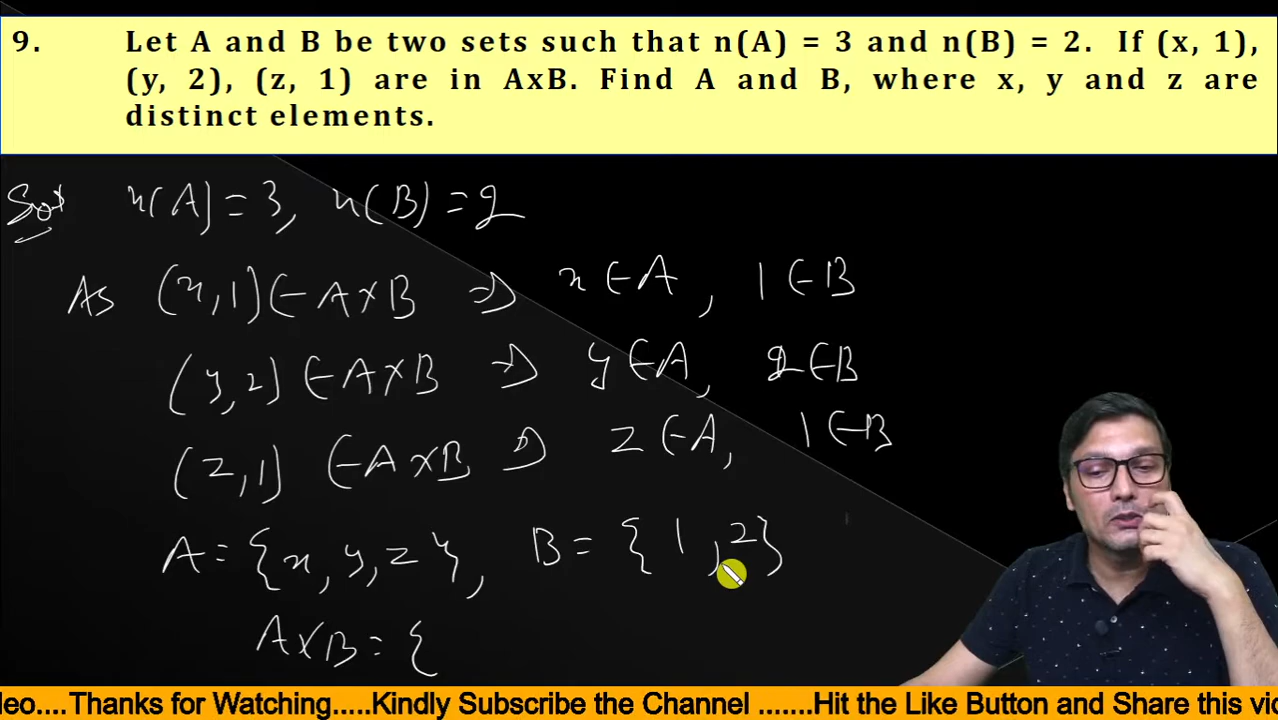 9. Let A and B be two sets such that n(A) = 3 and n(B) = 2. If (x, 1),
(y, 2), (z, 1) are in AxB. Find A and B, where x, y and z are
distinct elements.
Sol n(A) = 3, n(B) = 2
As (x,1) ∈ A×B ⇒ x ∈ A, 1 ∈ B
(y,2) ∈ A×B ⇒ y ∈ A, 2 ∈ B
(z,1) ∈ A×B ⇒ z ∈ A, 1 ∈ B
A = {x, y, z}, B = {1, 2}
A×B = {
leo....Thanks for Watching.....Kindly Subscribe the Channel .......Hit the Like Button and Share this vic